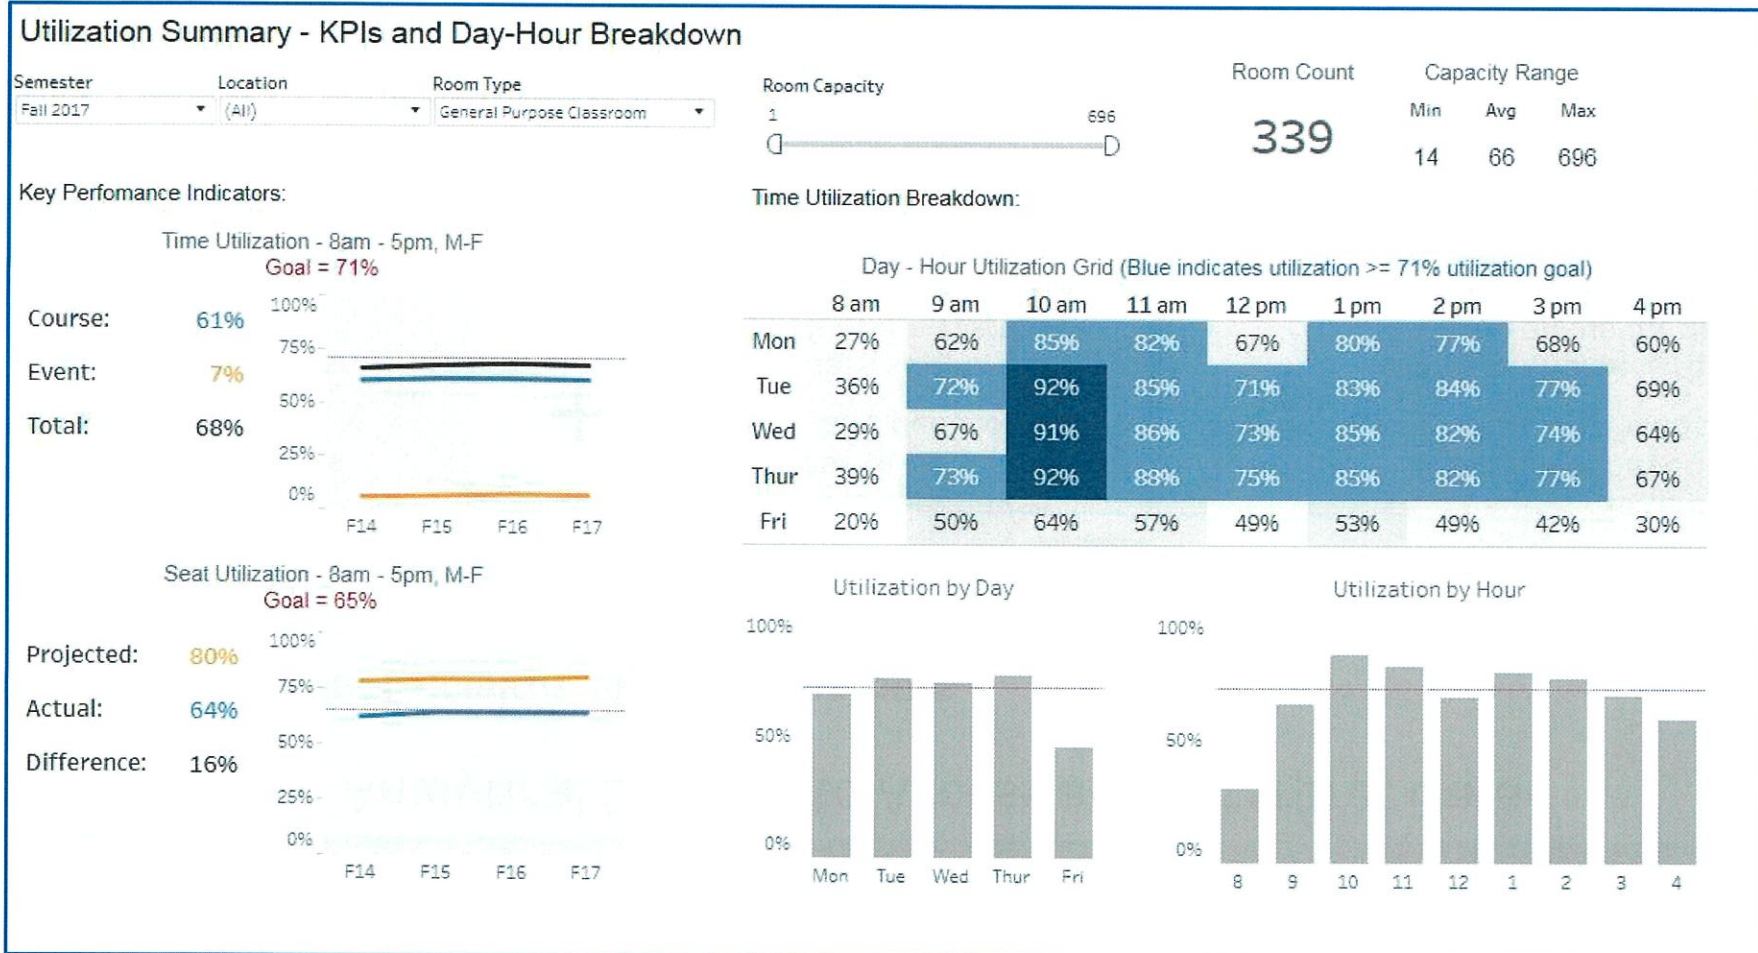 Utilization Summary - KPIs and Day-Hour Breakdown
Semester Location Room Type Room Capacity Room Count Capacity Range
Fall 2017 (All) General Purpose Classroom 1 696 339 Min Avg Max
14 66 696
Key Perfomance Indicators:
Time Utilization - 8am - 5pm, M-F
Goal = 71%
Course: 61%
Event: 7%
Total: 68%
100%
75%
50%
25%
0%
F14 F15 F16 F17
Seat Utilization - 8am - 5pm, M-F
Goal = 65%
Projected: 80%
Actual: 64%
Difference: 16%
100%
75%
50%
25%
0%
F14 F15 F16 F17
Time Utilization Breakdown:
Day - Hour Utilization Grid (Blue indicates utilization >= 71% utilization goal)
8 am 9 am 10 am 11 am 12 pm 1 pm 2 pm 3 pm 4 pm
Mon 27% 62% 85% 82% 67% 80% 77% 68% 60%
Tue 36% 72% 92% 85% 71% 83% 84% 77% 69%
Wed 29% 67% 91% 86% 73% 85% 82% 74% 64%
Thur 39% 73% 92% 88% 75% 85% 82% 77% 67%
Fri 20% 50% 64% 57% 49% 53% 49% 42% 30%
Utilization by Day
100%
50%
0%
Mon Tue Wed Thur Fri
Utilization by Hour
100%
50%
0%
8 9 10 11 12 1 2 3 4